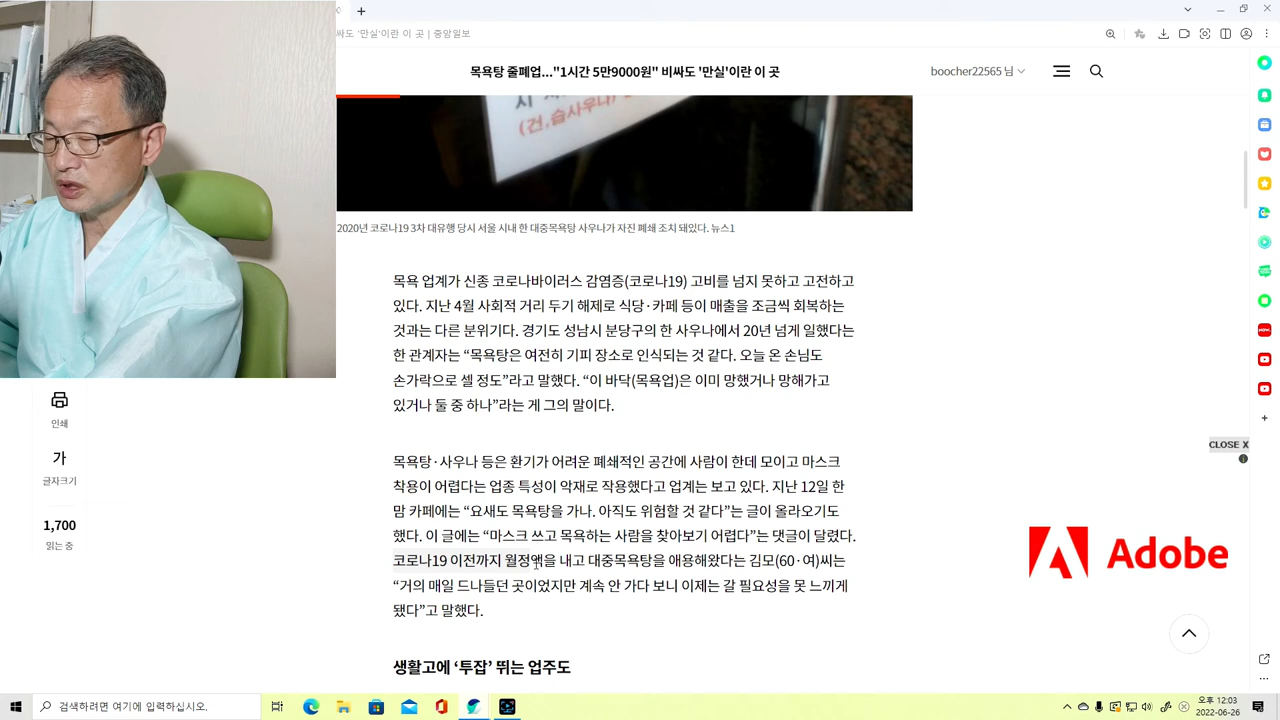 싸도 '만실'이란 이 곳 | 중앙일보
목욕탕 줄폐업..."1시간 5만9000원" 비싸도 '만실'이란 이 곳
boocher22565 님
(건,습사우나)
2020년 코로나19 3차 대유행 당시 서울 시내 한 대중목욕탕 사우나가 자진 폐쇄 조치 돼있다. 뉴스1
목욕 업계가 신종 코로나바이러스 감염증(코로나19) 고비를 넘지 못하고 고전하고
있다. 지난 4월 사회적 거리 두기 해제로 식당·카페 등이 매출을 조금씩 회복하는
것과는 다른 분위기다. 경기도 성남시 분당구의 한 사우나에서 20년 넘게 일했다는
한 관계자는 “목욕탕은 여전히 기피 장소로 인식되는 것 같다. 오늘 온 손님도
손가락으로 셀 정도”라고 말했다. “이 바닥(목욕업)은 이미 망했거나 망해가고
있거나 둘 중 하나”라는 게 그의 말이다.
목욕탕·사우나 등은 환기가 어려운 폐쇄적인 공간에 사람이 한데 모이고 마스크
착용이 어렵다는 업종 특성이 악재로 작용했다고 업계는 보고 있다. 지난 12일 한
맘 카페에는 “요새도 목욕탕을 가나. 아직도 위험할 것 같다”는 글이 올라오기도
했다. 이 글에는 “마스크 쓰고 목욕하는 사람을 찾아보기 어렵다”는 댓글이 달렸다.
코로나19 이전까지 월정액을 내고 대중목욕탕을 애용해왔다는 김모(60·여)씨는
“거의 매일 드나들던 곳이었지만 계속 안 가다 보니 이제는 갈 필요성을 못 느끼게
됐다”고 말했다.
생활고에 ‘투잡’ 뛰는 업주도
인쇄
가
글자크기
1,700
읽는 중
CLOSE X
Adobe
검색하려면 여기에 입력하십시오.
오후 12:03
2022-06-26